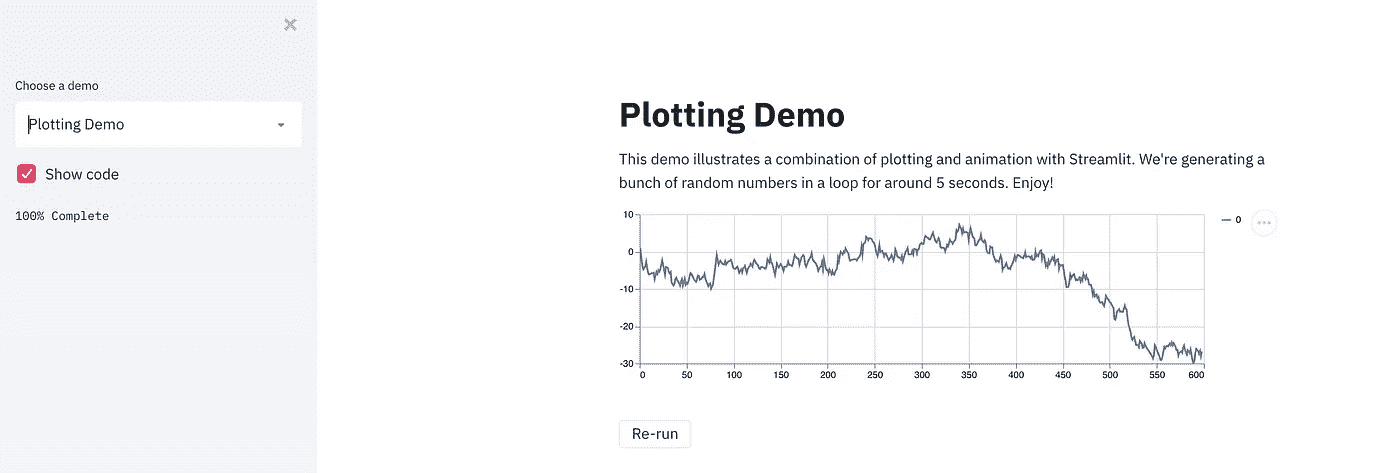 Choose a demo
Plotting Demo
Show code
100% Complete
Plotting Demo
This demo illustrates a combination of plotting and animation with Streamlit. We're generating a
bunch of random numbers in a loop for around 5 seconds. Enjoy!
10
0
-10
-20
-30
0 50 100 150 200 250 300 350 400 450 500 550 600
0
Re-run